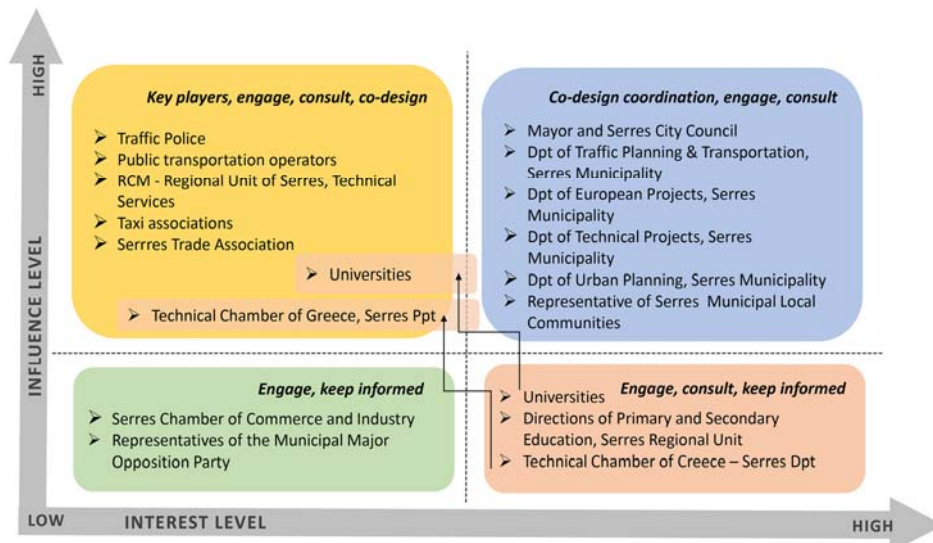 HIGH
INFLUENCE LEVEL
Key players, engage, consult, co-design
➢ Traffic Police
➢ Public transportation operators
➢ RCM - Regional Unit of Serres, Technical
Services
➢ Taxi associations
➢ Serrres Trade Association
➢ Universities
➢ Technical Chamber of Greece, Serres Ppt
Co-design coordination, engage, consult
➢ Mayor and Serres City Council
➢ Dpt of Traffic Planning & Transportation,
Serres Municipality
➢ Dpt of European Projects, Serres
Municipality
➢ Dpt of Technical Projects, Serres
Municipality
➢ Dpt of Urban Planning, Serres Municipality
➢ Representative of Serres Municipal Local
Communities
Engage, keep informed
➢ Serres Chamber of Commerce and Industry
➢ Representatives of the Municipal Major
Opposition Party
Engage, consult, keep informed
➢ Universities
➢ Directions of Primary and Secondary
Education, Serres Regional Unit
➢ Technical Chamber of Creece – Serres Dpt
LOW
INTEREST LEVEL
HIGH